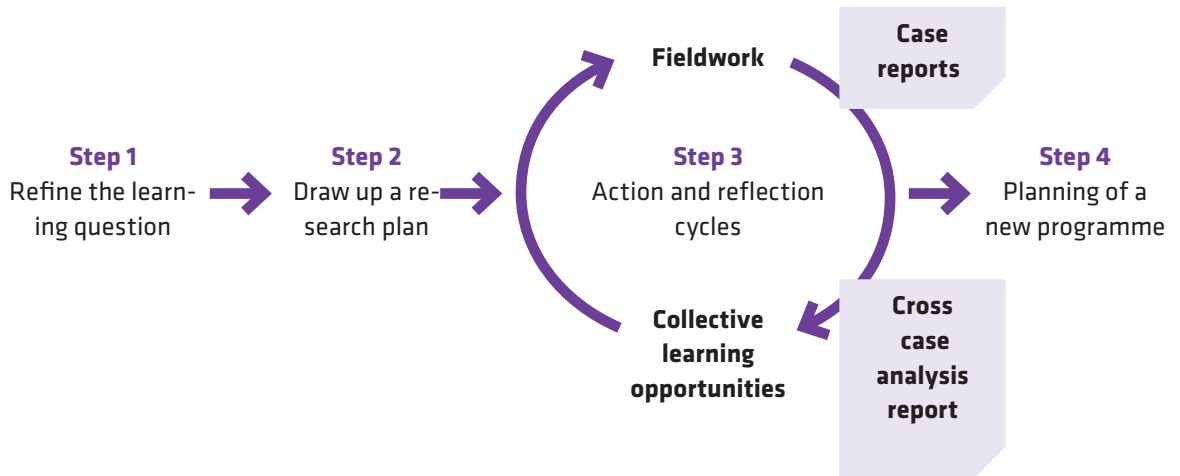 Step 1
Refine the learn-
ing question
Step 2
Draw up a re-
search plan
Fieldwork
Case
reports
Step 3
Action and reflection
cycles
Collective
learning
opportunities
Cross
case
analysis
report
Step 4
Planning of a
new programme